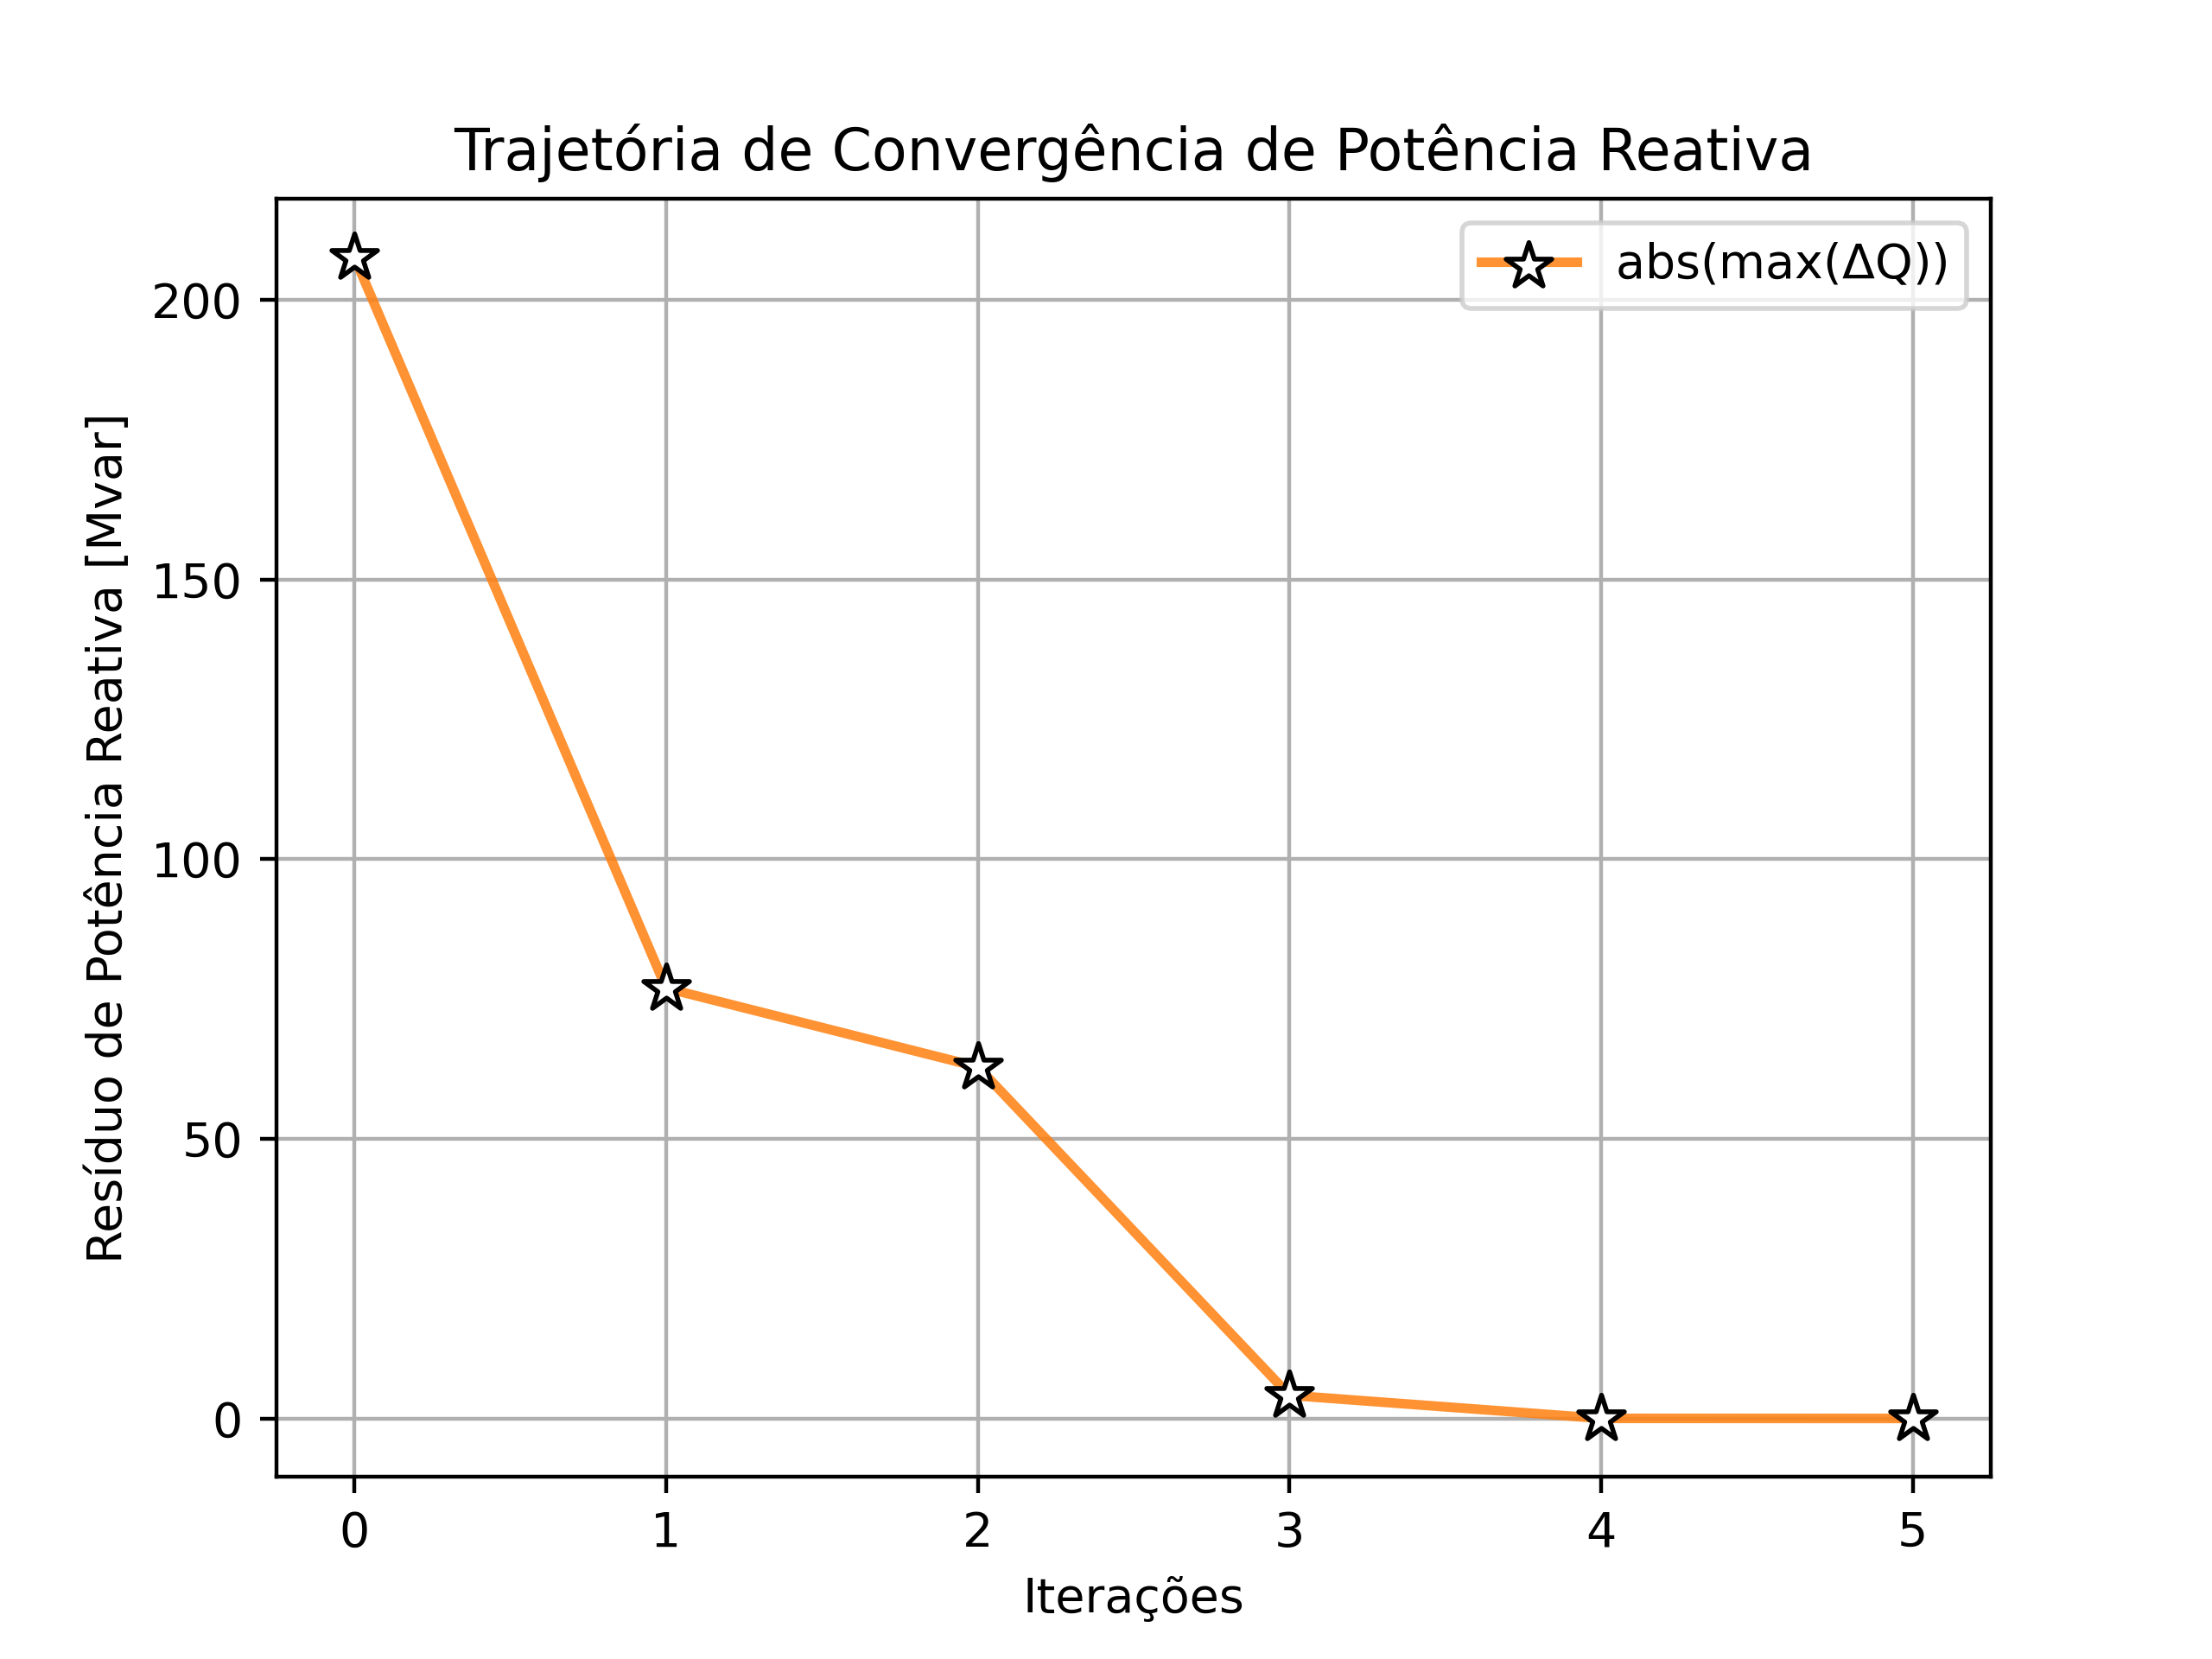 Trajetória de Convergência de Potência Reativa
abs(max(ΔQ))
Resíduo de Potência Reativa [Mvar]
200
150
100
50
0
0 1 2 3 4 5
Iterações